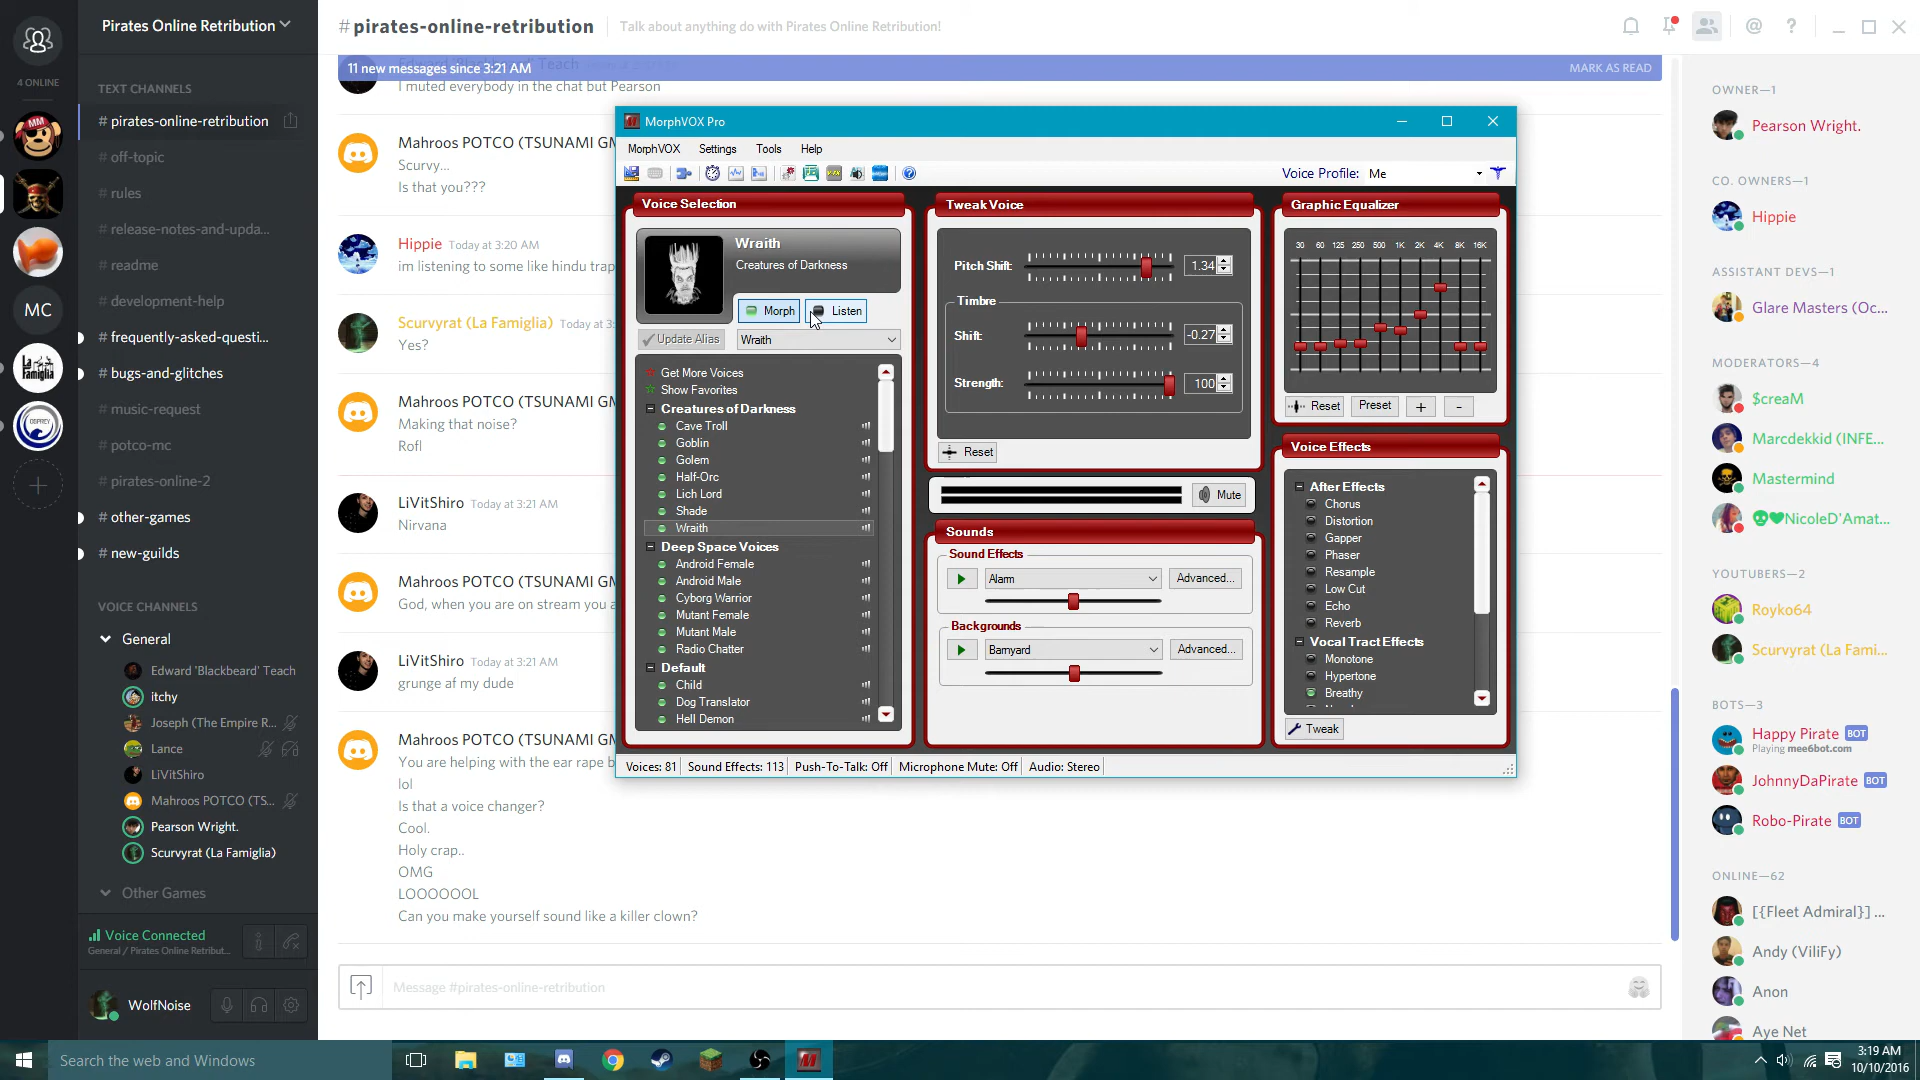 Pirates Online Retribution
4 ONLINE
MC
TEXT CHANNELS
# pirates-online-retribution
# off-topic
# rules
# release-notes-and-upda...
# readme
# development-help
# frequently-asked-questi...
# bugs-and-glitches
# music-request
# potco-mc
# pirates-online-2
# other-games
# new-guilds
VOICE CHANNELS
General
Edward 'Blackbeard' Teach
itchy
Joseph (The Empire R...
Lance
LiVitShiro
Mahroos POTCO (TS...
Pearson Wright.
Scurvyrat (La Famiglia)
Other Games
Voice Connected
General / Pirates Online Retribut...
WolfNoise
#pirates-online-retribution
Talk about anything do with Pirates Online Retribution!
11 new messages since 3:21 AM
MARK AS READ
I muted everybody in the chat but Pearson
Mahroos POTCO (TSUNAMI GM
Scurvy...
Is that you???
Hippie Today at 3:20 AM
im listening to some like hindu trap
Scurvyrat (La Famiglia) Today at 3:
Yes?
Mahroos POTCO (TSUNAMI GM
Making that noise?
Rofl
LiVitShiro Today at 3:21 AM
Nirvana
Mahroos POTCO (TSUNAMI GM
God, when you are on stream you a
LiVitShiro Today at 3:21 AM
grunge af my dude
Mahroos POTCO (TSUNAMI GM
You are helping with the ear rape b
lol
Is that a voice changer?
Cool.
Holy crap..
OMG
LOOOOOOL
Can you make yourself sound like a killer clown?
Message #pirates-online-retribution
MorphVOX Pro
MorphVOX Settings Tools Help
Voice Profile: Me
Voice Selection
Wraith
Creatures of Darkness
Morph
Listen
Update Alias
Wraith
Get More Voices
Show Favorites
Creatures of Darkness
Cave Troll
Goblin
Golem
Half-Orc
Lich Lord
Shade
Wraith
Deep Space Voices
Android Female
Android Male
Cyborg Warrior
Mutant Female
Mutant Male
Radio Chatter
Default
Child
Dog Translator
Hell Demon
Tweak Voice
Pitch Shift: 1.34
Timbre
Shift: -0.27
Strength: 100
Reset
Mute
Sounds
Sound Effects
Alarm
Advanced...
Backgrounds
Barnyard
Advanced...
Graphic Equalizer
30 60 125 250 500 1K 2K 4K 8K 16K
Reset
Preset
+
-
Voice Effects
After Effects
Chorus
Distortion
Gapper
Phaser
Resample
Low Cut
Echo
Reverb
Vocal Tract Effects
Monotone
Hypertone
Breathy
Tweak
Voices: 81
Sound Effects: 113
Push-To-Talk: Off
Microphone Mute: Off
Audio: Stereo
OWNER—1
Pearson Wright.
CO. OWNERS—1
Hippie
ASSISTANT DEVS—1
Glare Masters (Oc...
MODERATORS—4
$creaM
Marcdekkid (INFE...
Mastermind
💀❤NicoleD'Amat...
YOUTUBERS—2
Royko64
Scurvyrat (La Fami...
BOTS—3
Happy Pirate BOT
Playing mee6bot.com
JohnnyDaPirate BOT
Robo-Pirate BOT
ONLINE—62
[{{Fleet Admiral}] ...
Andy (ViliFy)
Anon
Aye Net
Search the web and Windows
3:19 AM
10/10/2016